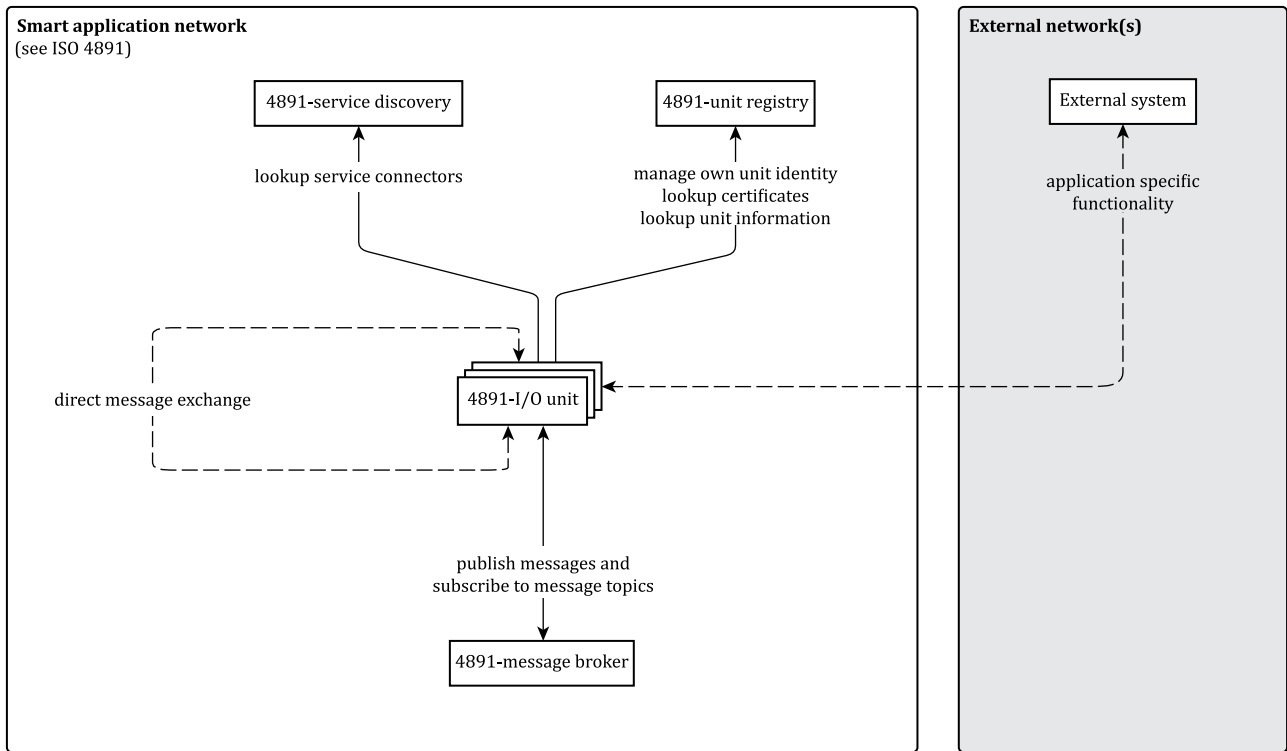 Smart application network
(see ISO 4891)
External network(s)
4891-service discovery
4891-unit registry
External system
lookup service connectors
manage own unit identity
lookup certificates
lookup unit information
application specific
functionality
direct message exchange
4891-I/O unit
publish messages and
subscribe to message topics
4891-message broker